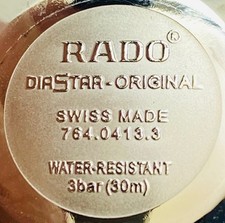 RADO®
DIASTAR-ORIGINAL
SWISS MADE
764.0413.3
WATER-RESISTANT
3bar (30m)